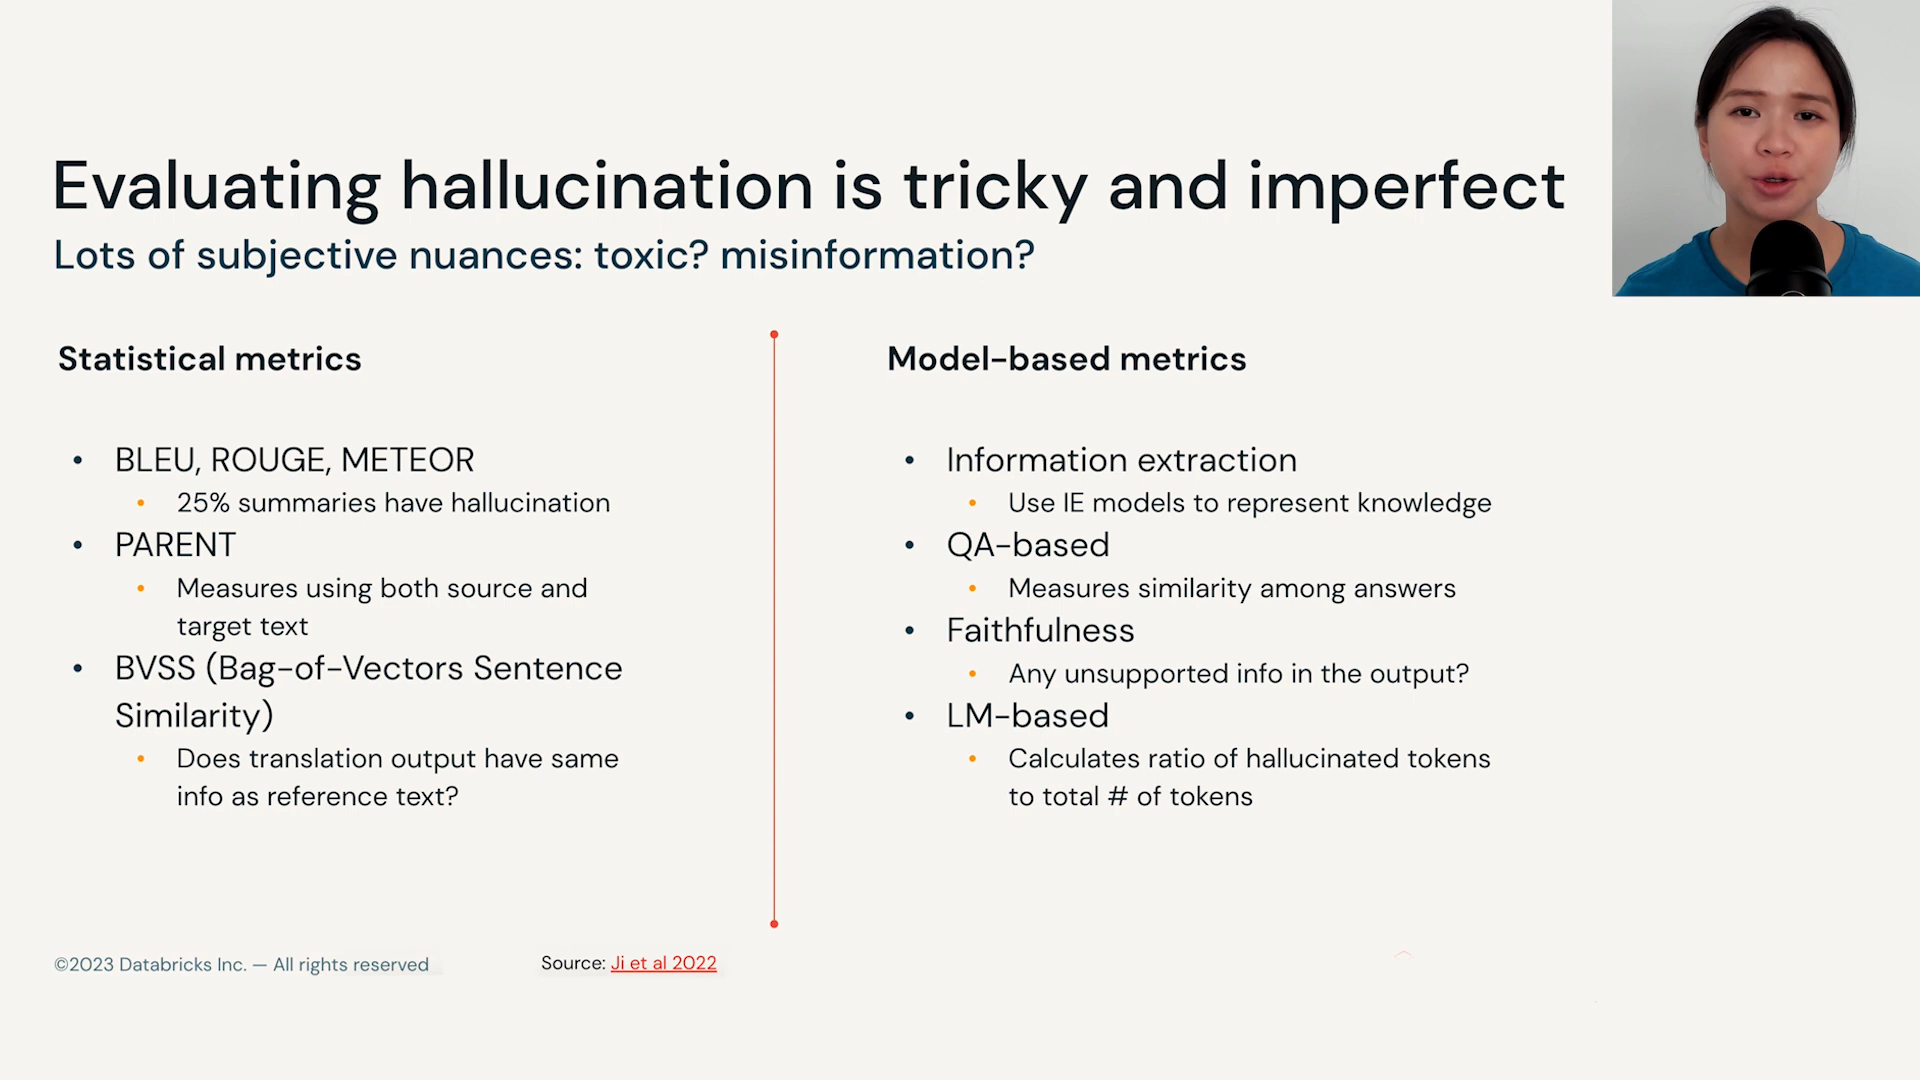 Evaluating hallucination is tricky and imperfect
Lots of subjective nuances: toxic? misinformation?
Statistical metrics
• BLEU, ROUGE, METEOR
• 25% summaries have hallucination
• PARENT
• Measures using both source and
target text
• BVSS (Bag-of-Vectors Sentence
Similarity)
• Does translation output have same
info as reference text?
Model-based metrics
• Information extraction
• Use IE models to represent knowledge
• QA-based
• Measures similarity among answers
• Faithfulness
• Any unsupported info in the output?
• LM-based
• Calculates ratio of hallucinated tokens
to total # of tokens
©2023 Databricks Inc. — All rights reserved
Source: Ji et al 2022